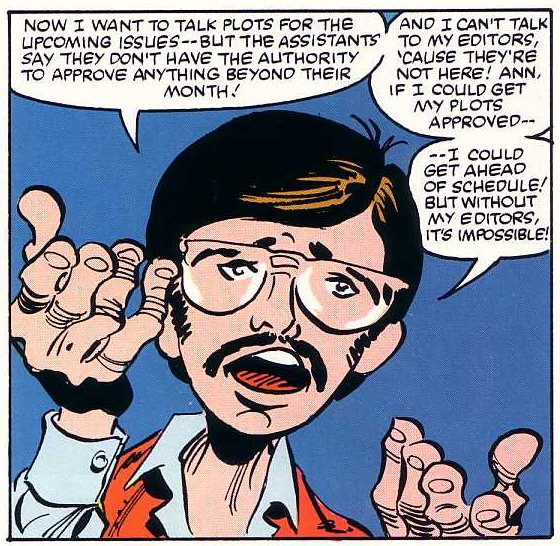 NOW I WANT TO TALK PLOTS FOR THE
UPCOMING ISSUES--BUT THE ASSISTANTS
SAY THEY DON'T HAVE THE AUTHORITY
TO APPROVE ANYTHING BEYOND THEIR
MONTH!
AND I CAN'T TALK
TO MY EDITORS,
'CAUSE THEY'RE
NOT HERE! ANN,
IF I COULD GET
MY PLOTS
APPROVED--
--I COULD
GET AHEAD
OF SCHEDULE!
BUT WITHOUT
MY EDITORS,
IT'S IMPOSSIBLE!